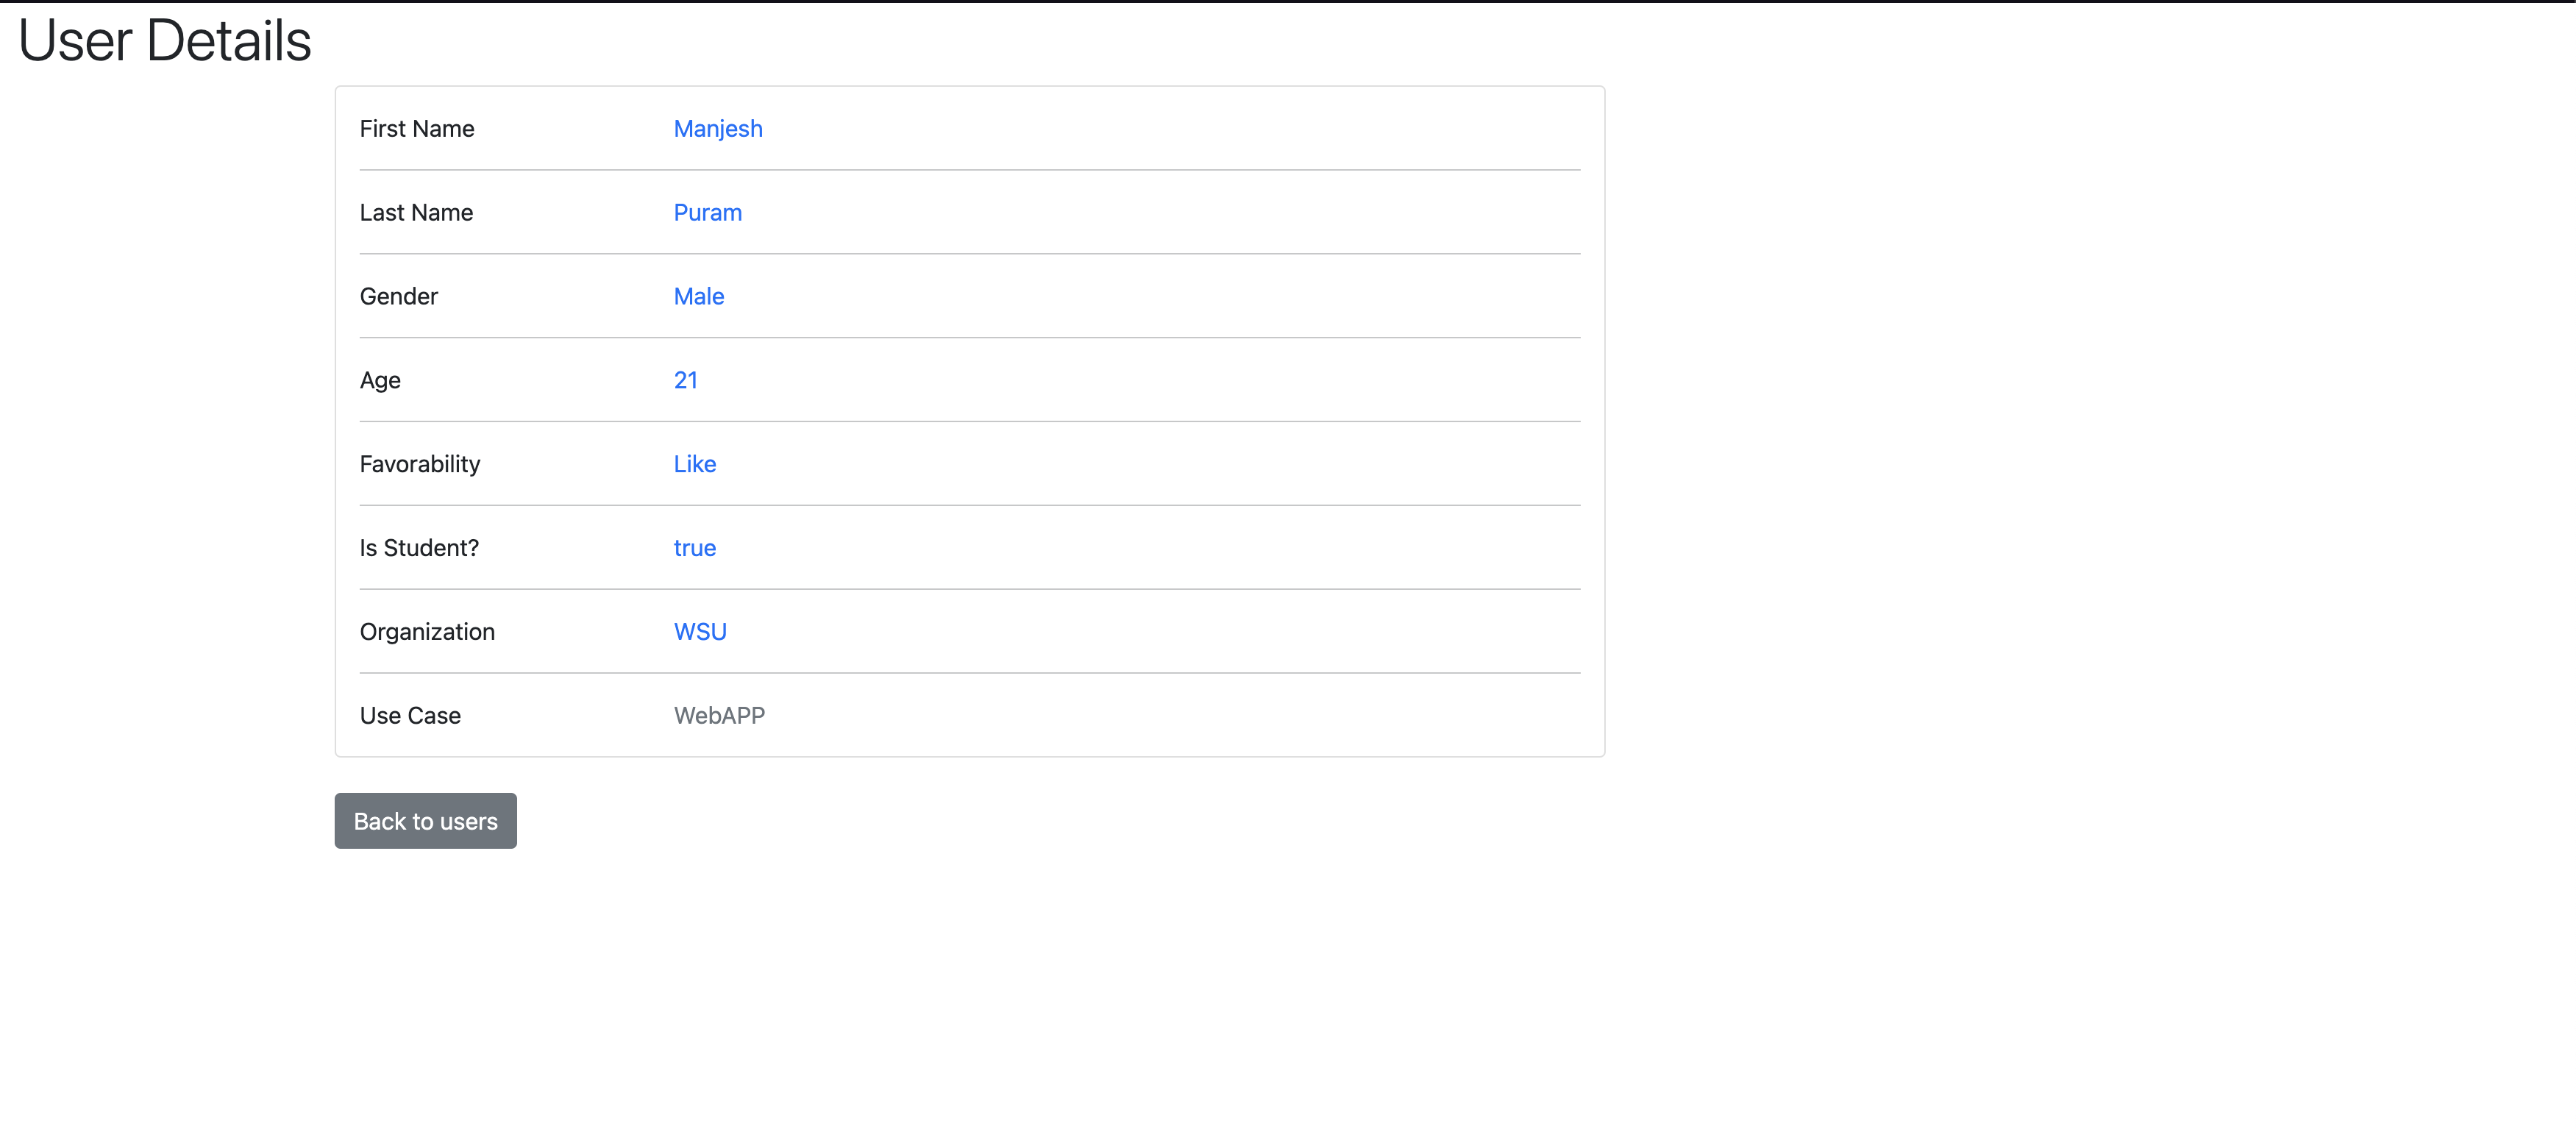 User Details
First Name Manjesh
Last Name Puram
Gender Male
Age 21
Favorability Like
Is Student? true
Organization WSU
Use Case WebAPP
Back to users